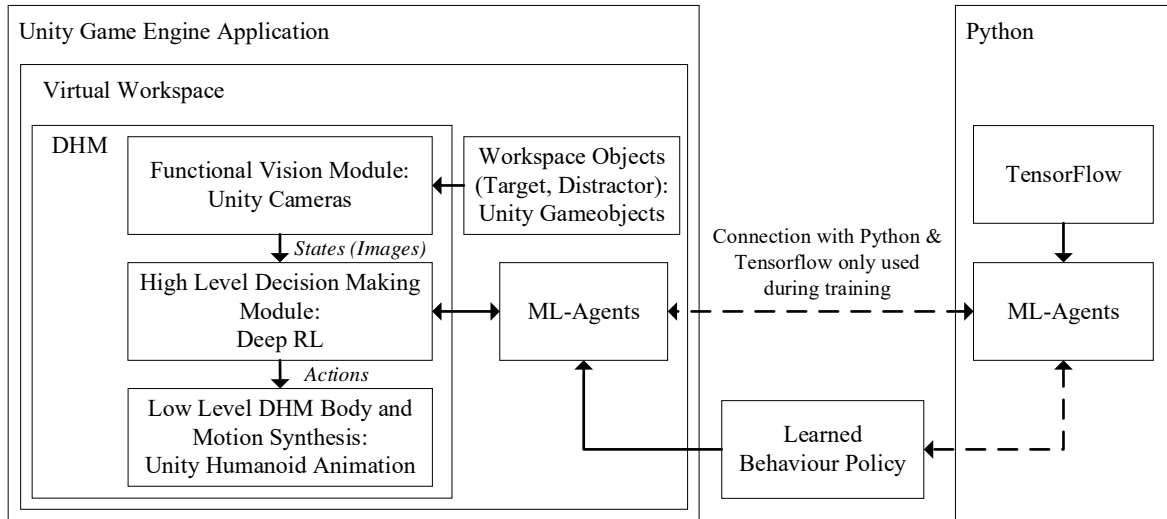 Unity Game Engine Application
Virtual Workspace
DHM
Functional Vision Module:
Unity Cameras
States (Images)
High Level Decision Making
Module:
Deep RL
Actions
Low Level DHM Body and
Motion Synthesis:
Unity Humanoid Animation
Workspace Objects
(Target, Distractor):
Unity Gameobjects
ML-Agents
Connection with Python &
Tensorflow only used
during training
Learned
Behaviour Policy
Python
TensorFlow
ML-Agents